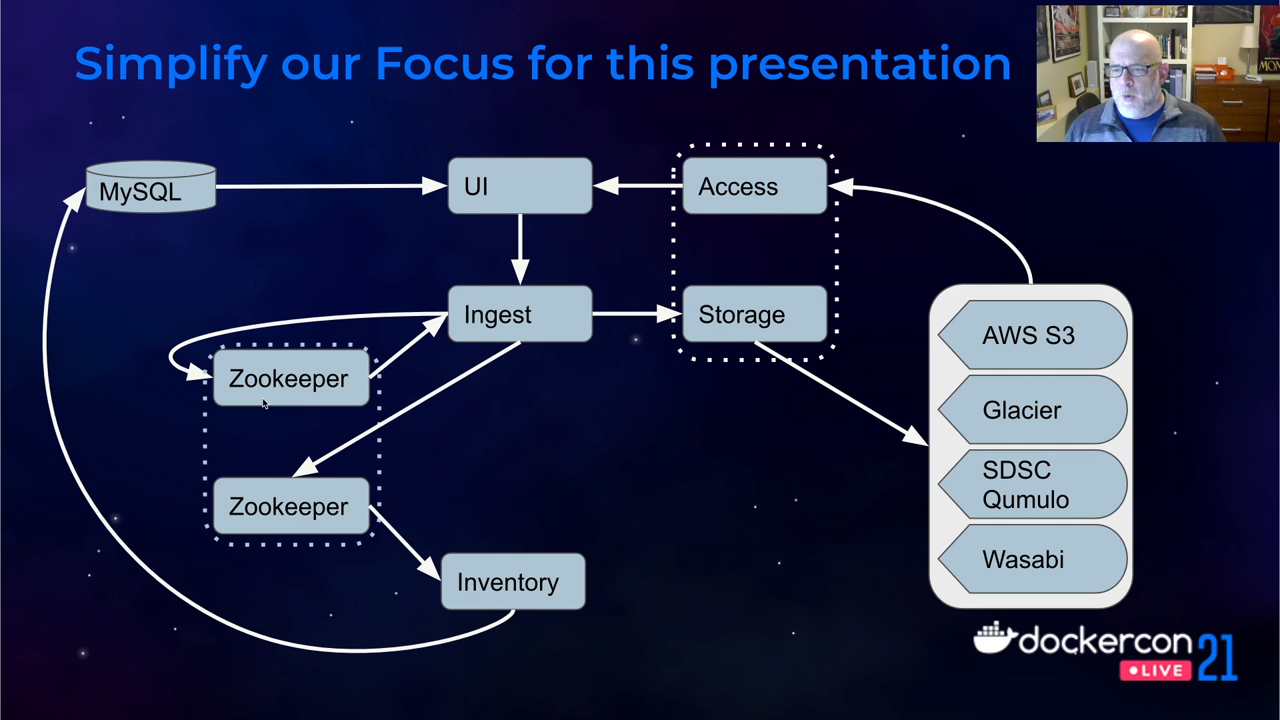 Simplify our Focus for this presentation
MySQL
UI
Access
Ingest
Storage
Zookeeper
Zookeeper
Inventory
AWS S3
Glacier
SDSC
Qumulo
Wasabi
dockercon
LIVE
21